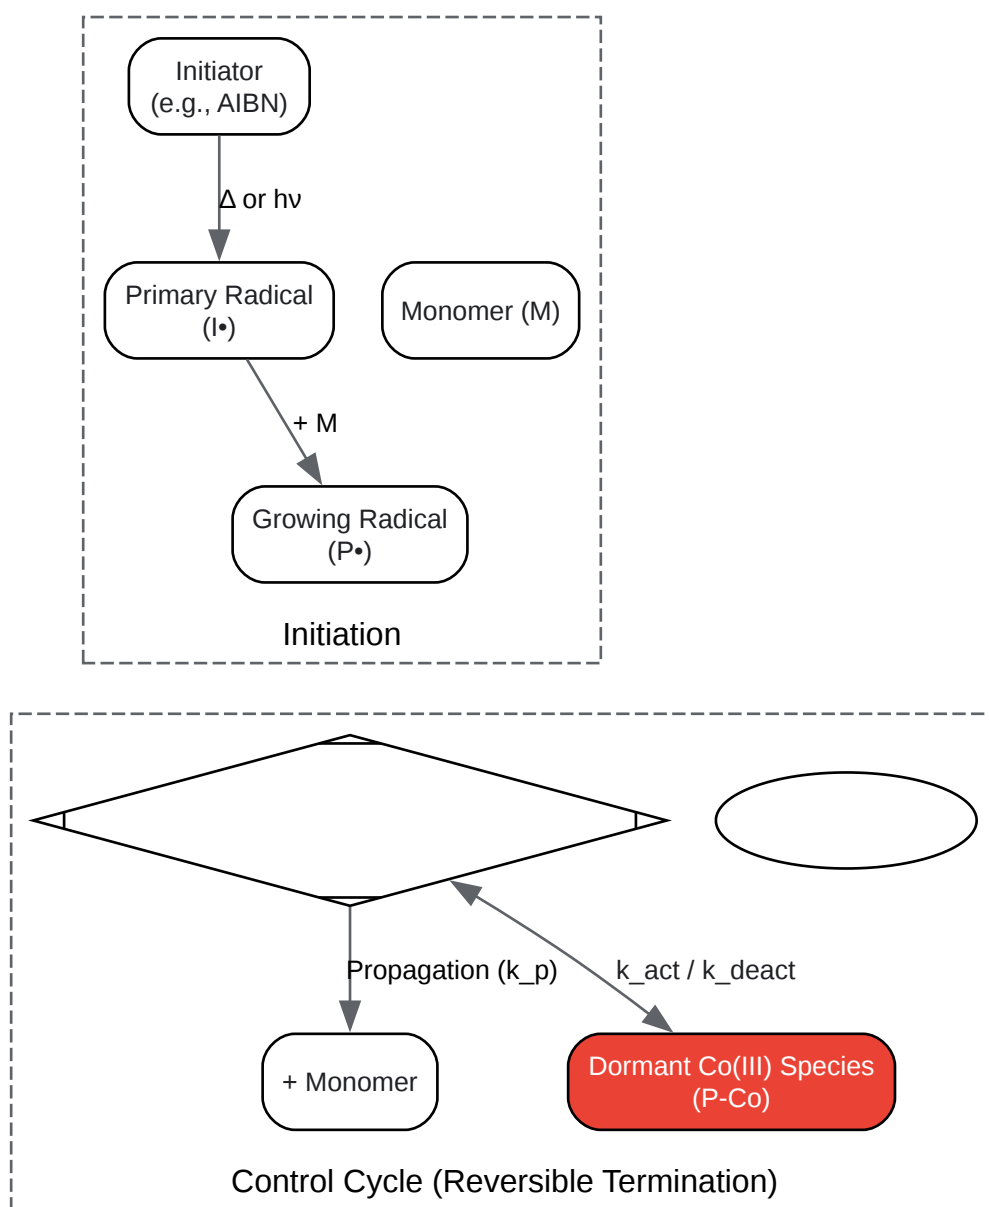 Initiator
(e.g., AIBN)
Δ or hν
Primary Radical
(I•)
Monomer (M)
+ M
Growing Radical
(P•)
Initiation
Propagation (k_p)
k_act / k_deact
+ Monomer
Dormant Co(III) Species
(P-Co)
Control Cycle (Reversible Termination)